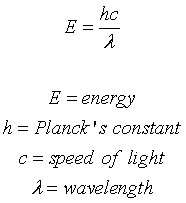 E = hc/λ
E = energy
h = Planck's constant
c = speed of light
λ = wavelength